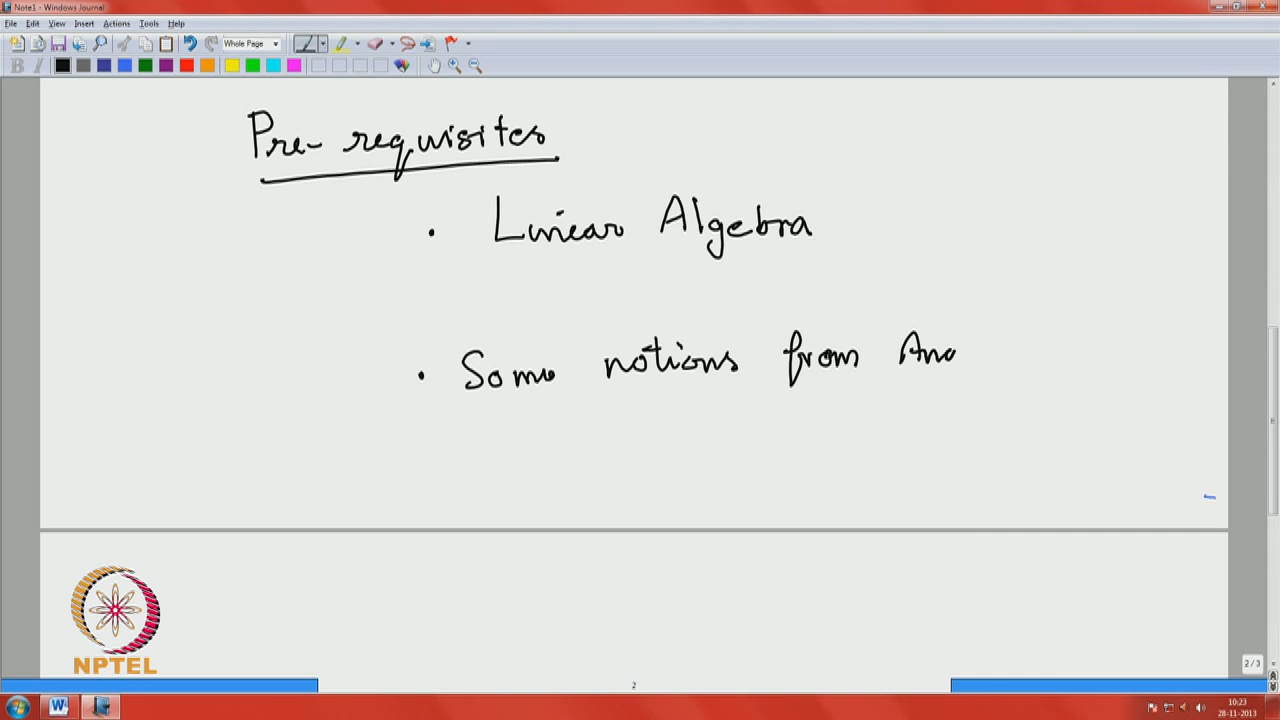 Note1 - Windows Journal
File Edit View Insert Actions Tools Help
Whole Page
B I
Pre-requisites
. Linear Algebra
. Some notions from Ana
NPTEL
2 / 3
2
10:23
28-11-2013